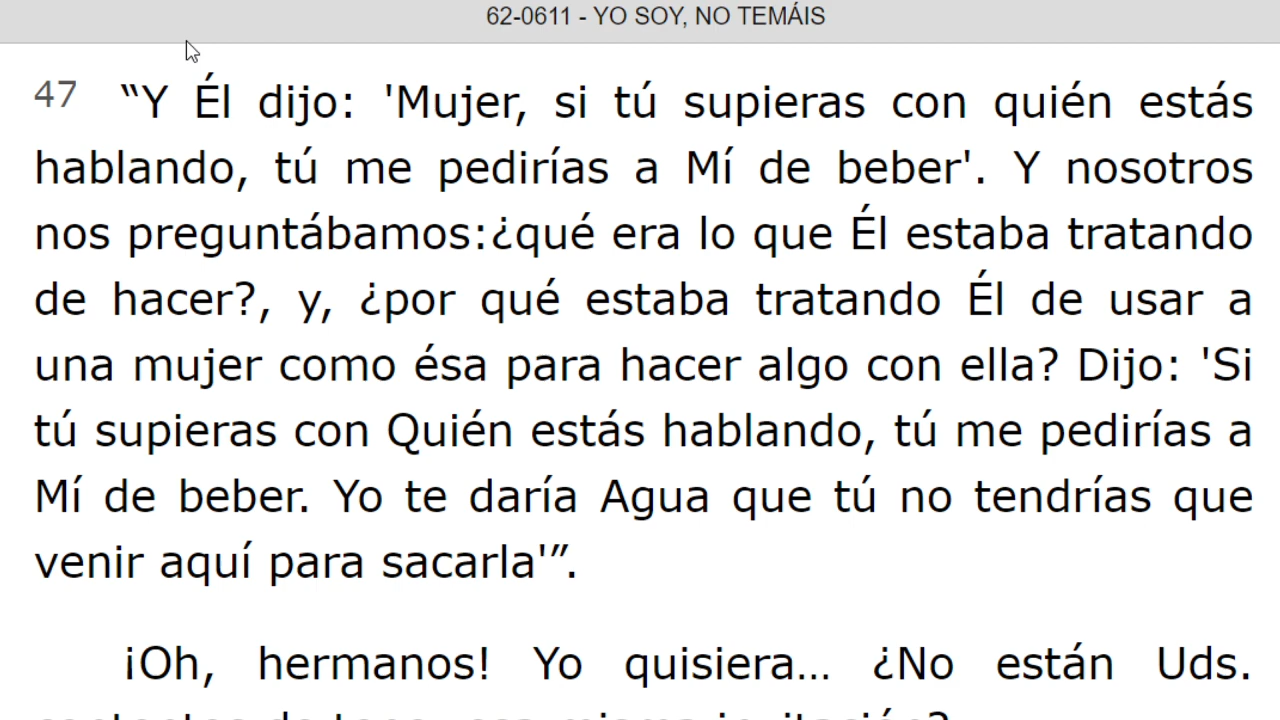 62-0611 - YO SOY, NO TEMÁIS
47 “Y Él dijo: 'Mujer, si tú supieras con quién estás
hablando, tú me pedirías a Mí de beber'. Y nosotros
nos preguntábamos:¿qué era lo que Él estaba tratando
de hacer?, y, ¿por qué estaba tratando Él de usar a
una mujer como ésa para hacer algo con ella? Dijo: 'Si
tú supieras con Quién estás hablando, tú me pedirías a
Mí de beber. Yo te daría Agua que tú no tendrías que
venir aquí para sacarla'”.
¡Oh, hermanos! Yo quisiera... ¿No están Uds.